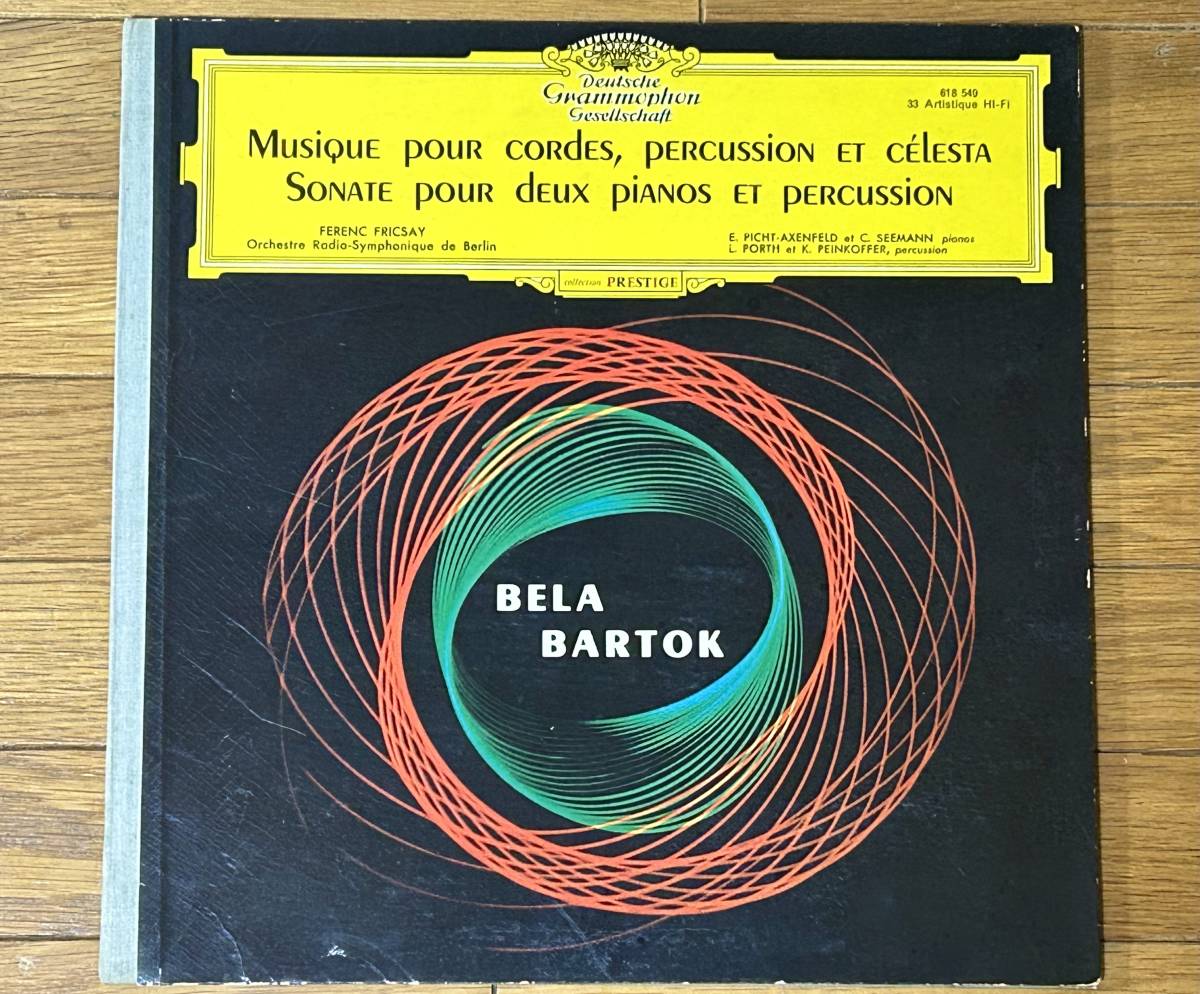 Deutsche
Grammophon
Gesellschaft
618 540
33 Artistique HI-FI
Musique pour cordes, percussion et célesta
Sonate pour deux pianos et percussion
FERENC FRICSAY
Orchestre Radio-Symphonique de Berlin
E. PICHT-AXENFELD et C. SEEMANN pianos
L. PORTH et K. PEINKOFFER, percussion
collection PRESTIGE
BELA
BARTOK